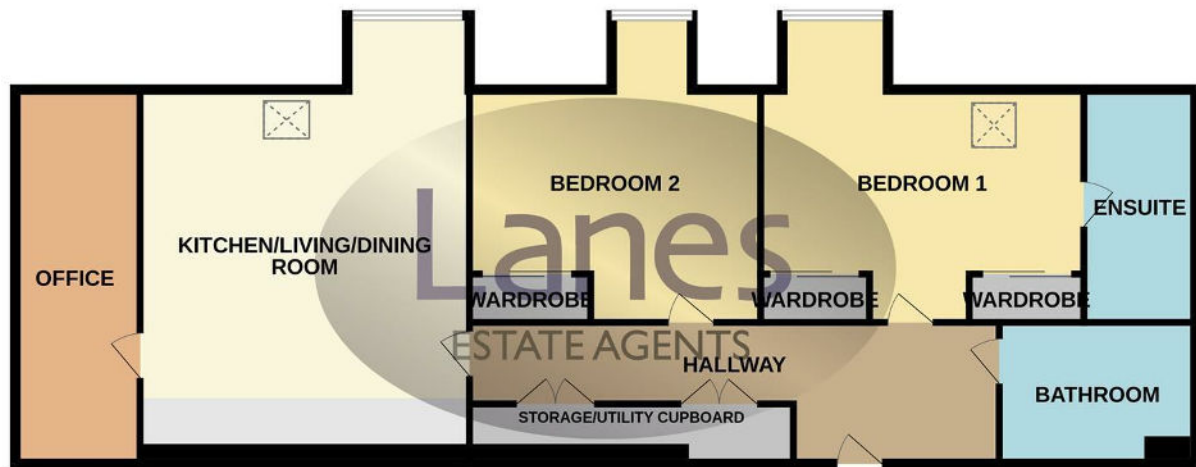 BEDROOM 2
BEDROOM 1
ENSUITE
KITCHEN/LIVING/DINING
ROOM
OFFICE
Lanes
WARDROBE
WARDROBE
WARDROBE
ESTATE AGENTS
HALLWAY
BATHROOM
STORAGE/UTILITY CUPBOARD